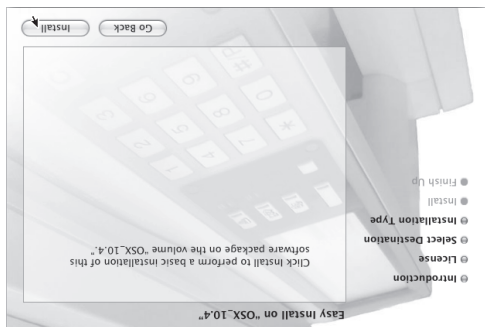 Easy Install on "OSX_10.4"
Introduction
License
Select Destination
Installation Type
Install
Finish Up
Click Install to perform a basic installation of this
software package on the volume "OSX_10.4."
Go Back
Install